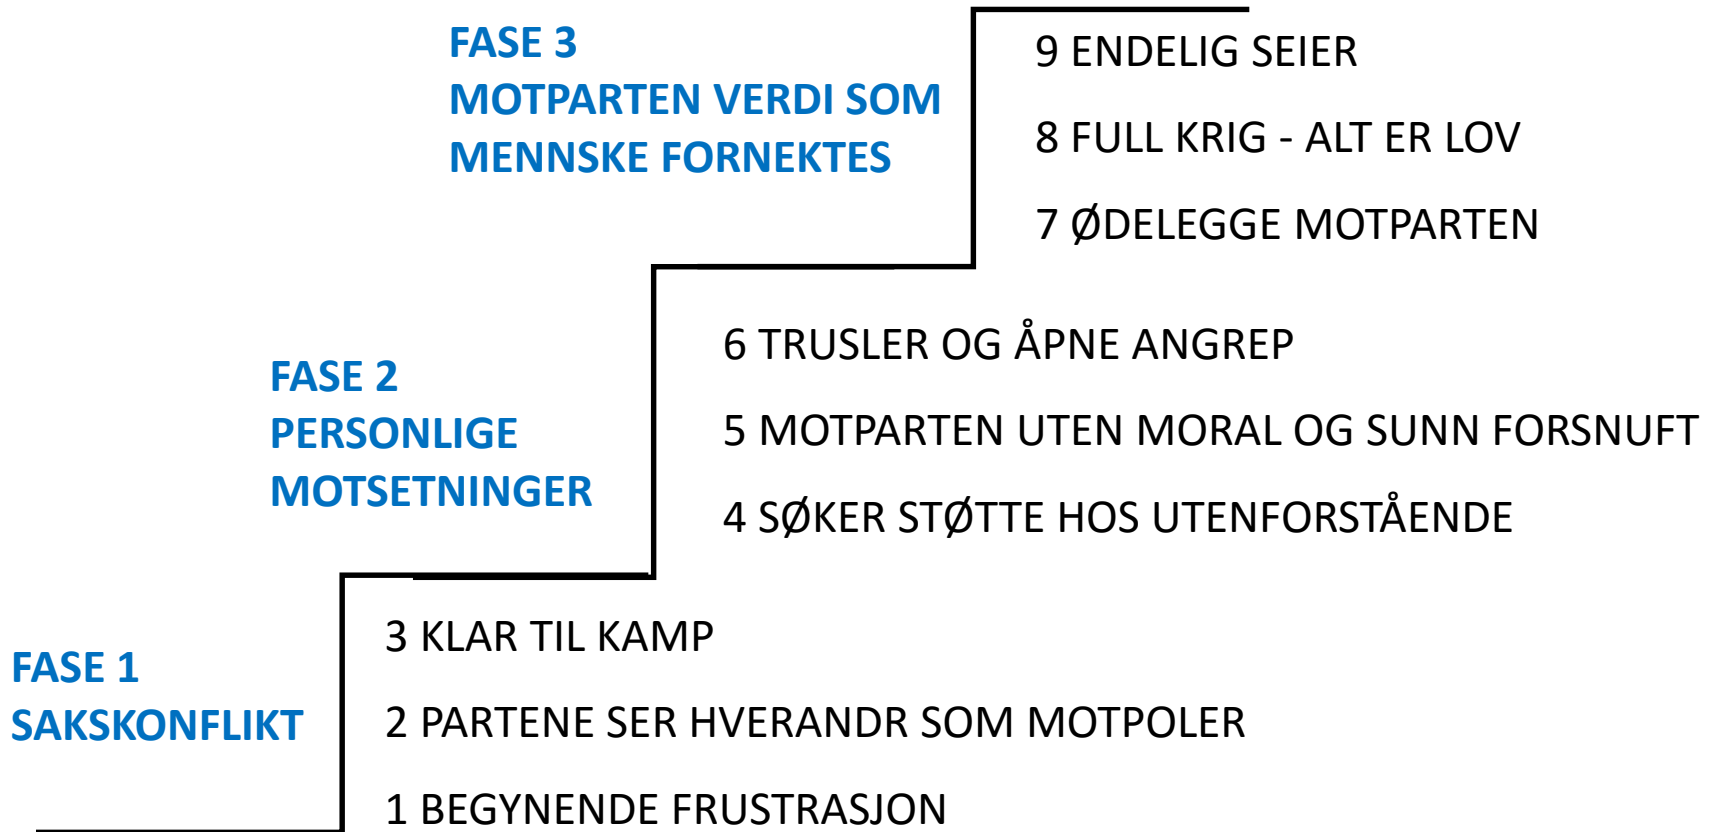 FASE 3
MOTPARTEN VERDI SOM
MENNSKE FORNEKTES
9 ENDELIG SEIER
8 FULL KRIG - ALT ER LOV
7 ØDELEGGE MOTPARTEN
FASE 2
PERSONLIGE
MOTSETNINGER
6 TRUSLER OG ÅPNE ANGREP
5 MOTPARTEN UTEN MORAL OG SUNN FORSNUFT
4 SØKER STØTTE HOS UTENFORSTÅENDE
FASE 1
SAKSKONFLIKT
3 KLAR TIL KAMP
2 PARTENE SER HVERANDR SOM MOTPOLER
1 BEGYNENDE FRUSTRASJON